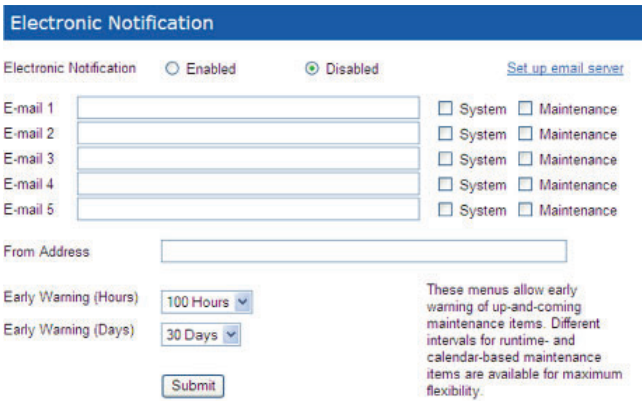 Electronic Notification
Electronic Notification Enabled Disabled Set up email server
E-mail 1 System Maintenance
E-mail 2 System Maintenance
E-mail 3 System Maintenance
E-mail 4 System Maintenance
E-mail 5 System Maintenance
From Address
Early Warning (Hours) 100 Hours
Early Warning (Days) 30 Days
Submit
These menus allow early
warning of up-and-coming
maintenance items. Different
intervals for runtime- and
calendar-based maintenance
items are available for maximum
flexibility.